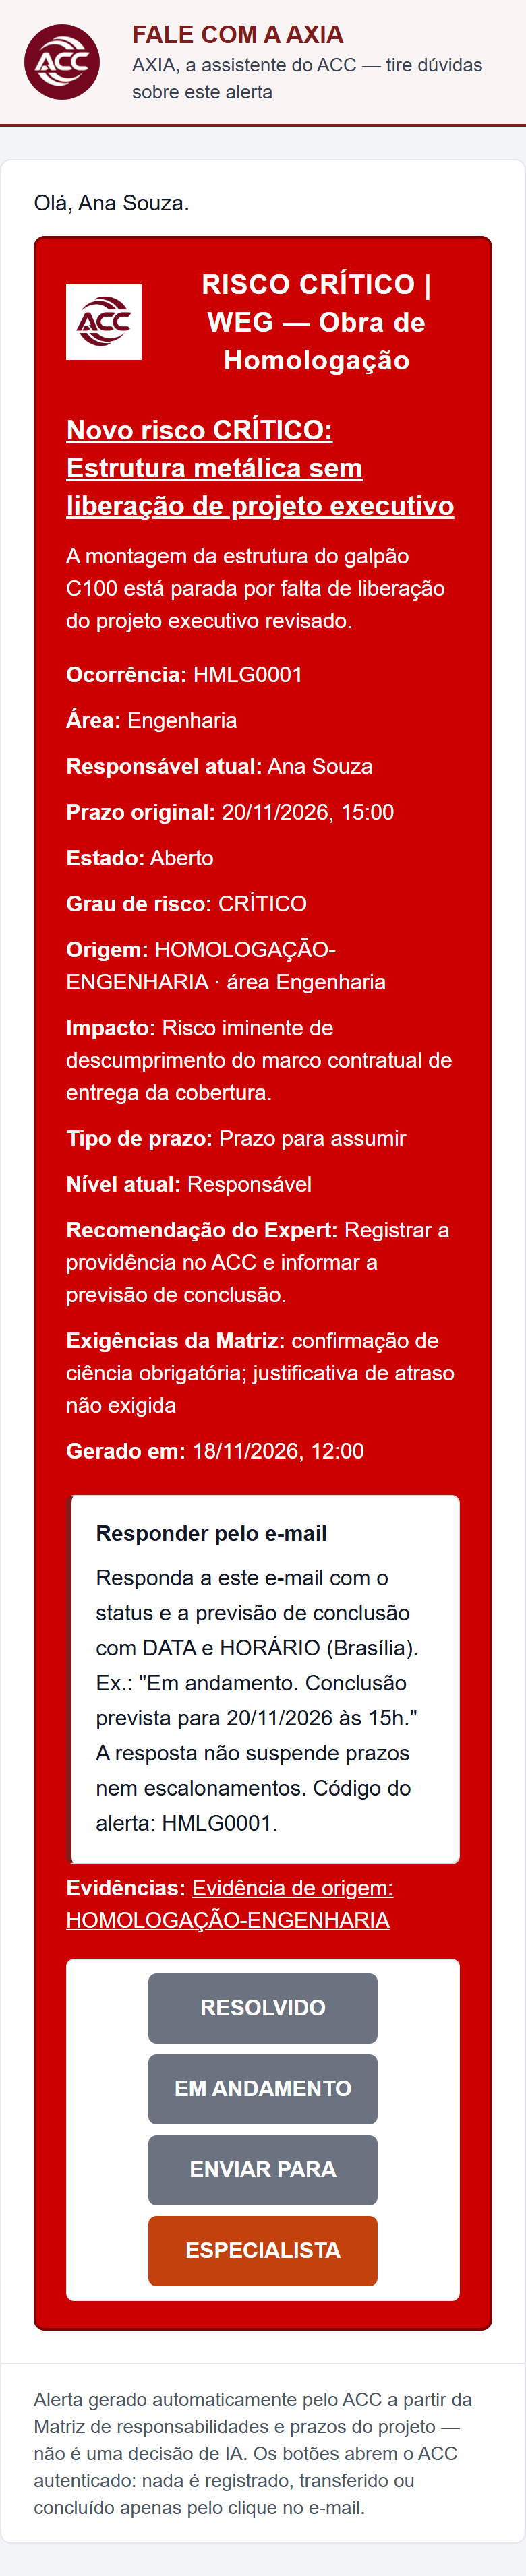 ACC
FALE COM A AXIA
AXIA, a assistente do ACC — tire dúvidas
sobre este alerta
Olá, Ana Souza.
ACC
RISCO CRÍTICO |
WEG — Obra de
Homologação
Novo risco CRÍTICO:
Estrutura metálica sem
liberação de projeto executivo
A montagem da estrutura do galpão
C100 está parada por falta de liberação
do projeto executivo revisado.
Ocorrência: HMLG0001
Área: Engenharia
Responsável atual: Ana Souza
Prazo original: 20/11/2026, 15:00
Estado: Aberto
Grau de risco: CRÍTICO
Origem: HOMOLOGAÇÃO-
ENGENHARIA · área Engenharia
Impacto: Risco iminente de
descumprimento do marco contratual de
entrega da cobertura.
Tipo de prazo: Prazo para assumir
Nível atual: Responsável
Recomendação do Expert: Registrar a
providência no ACC e informar a
previsão de conclusão.
Exigências da Matriz: confirmação de
ciência obrigatória; justificativa de atraso
não exigida
Gerado em: 18/11/2026, 12:00
Responder pelo e-mail
Responda a este e-mail com o
status e a previsão de conclusão
com DATA e HORÁRIO (Brasília).
Ex.: "Em andamento. Conclusão
prevista para 20/11/2026 às 15h."
A resposta não suspende prazos
nem escalonamentos. Código do
alerta: HMLG0001.
Evidências: Evidência de origem:
HOMOLOGAÇÃO-ENGENHARIA
RESOLVIDO
EM ANDAMENTO
ENVIAR PARA
ESPECIALISTA
Alerta gerado automaticamente pelo ACC a partir da
Matriz de responsabilidades e prazos do projeto —
não é uma decisão de IA. Os botões abrem o ACC
autenticado: nada é registrado, transferido ou
concluído apenas pelo clique no e-mail.